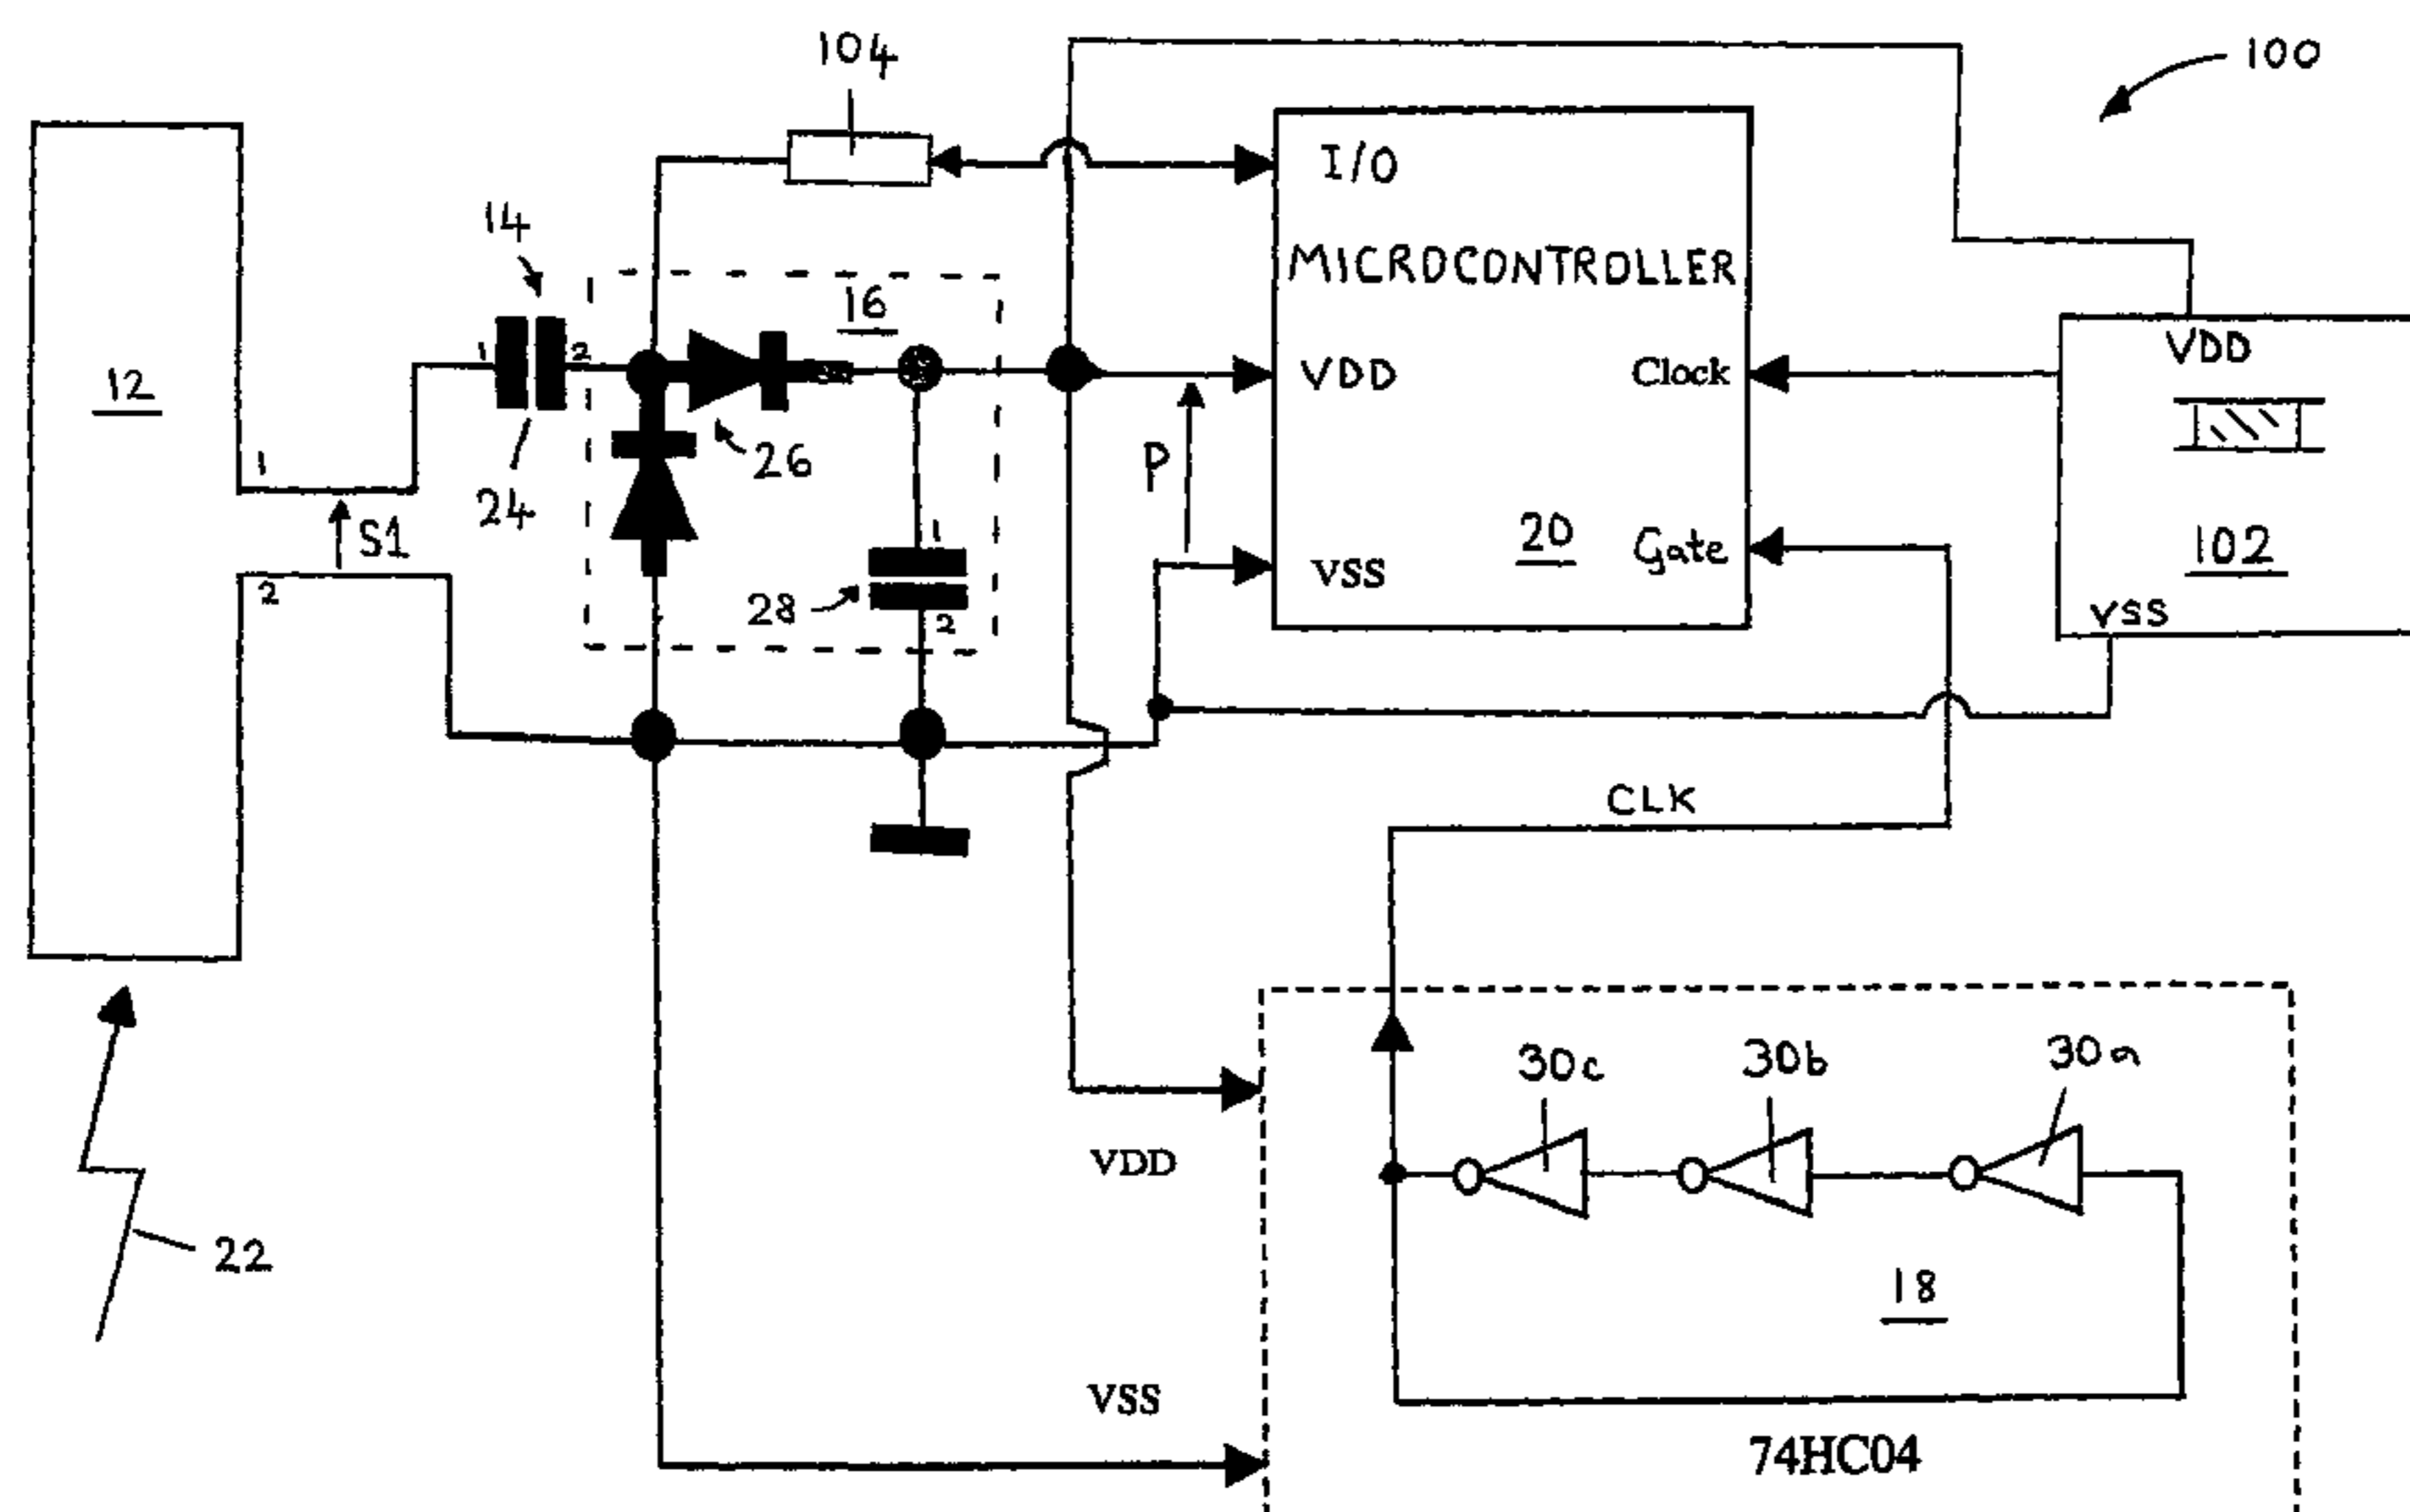 104
100
I/O
14
MICROCONTROLLER
16
1
2
VDD
12
VDD
Clock
26
P
1
24
S1
1
20
Gate
102
2
28
2
VSS
VSS
CLK
30c
30b
30a
VDD
22
18
VSS
74HC04